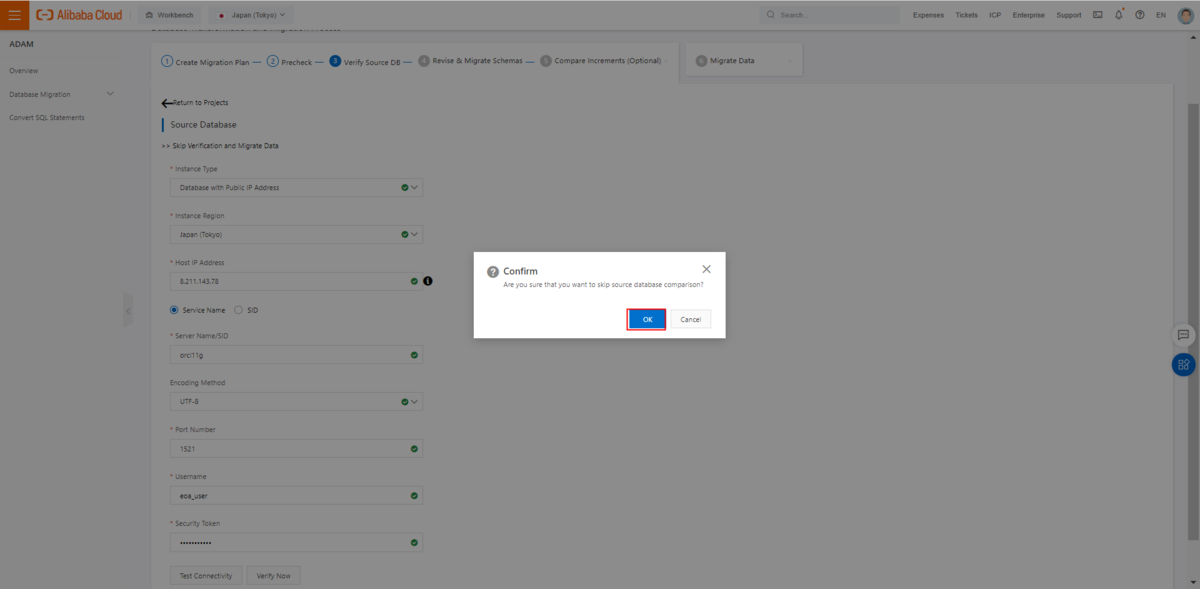 Alibaba Cloud
Workbench
Japan (Tokyo)
Search...
Expenses
Tickets
ICP
Enterprise
Support
EN
ADAM
Overview
Database Migration
Convert SQL Statements
1 Create Migration Plan
2 Precheck
3 Verify Source DB
4 Revise & Migrate Schemas
5 Compare Increments (Optional)
6 Migrate Data
Return to Projects
Source Database
>> Skip Verification and Migrate Data
* Instance Type
Database with Public IP Address
* Instance Region
Japan (Tokyo)
* Host IP Address
8.211.143.78
Service Name
SID
* Server Name/SID
orcl11g
Encoding Method
UTF-8
* Port Number
1521
* Username
eoa_user
* Security Token
•••••••••••
Test Connectivity
Verify Now
Confirm
Are you sure that you want to skip source database comparison?
OK
Cancel